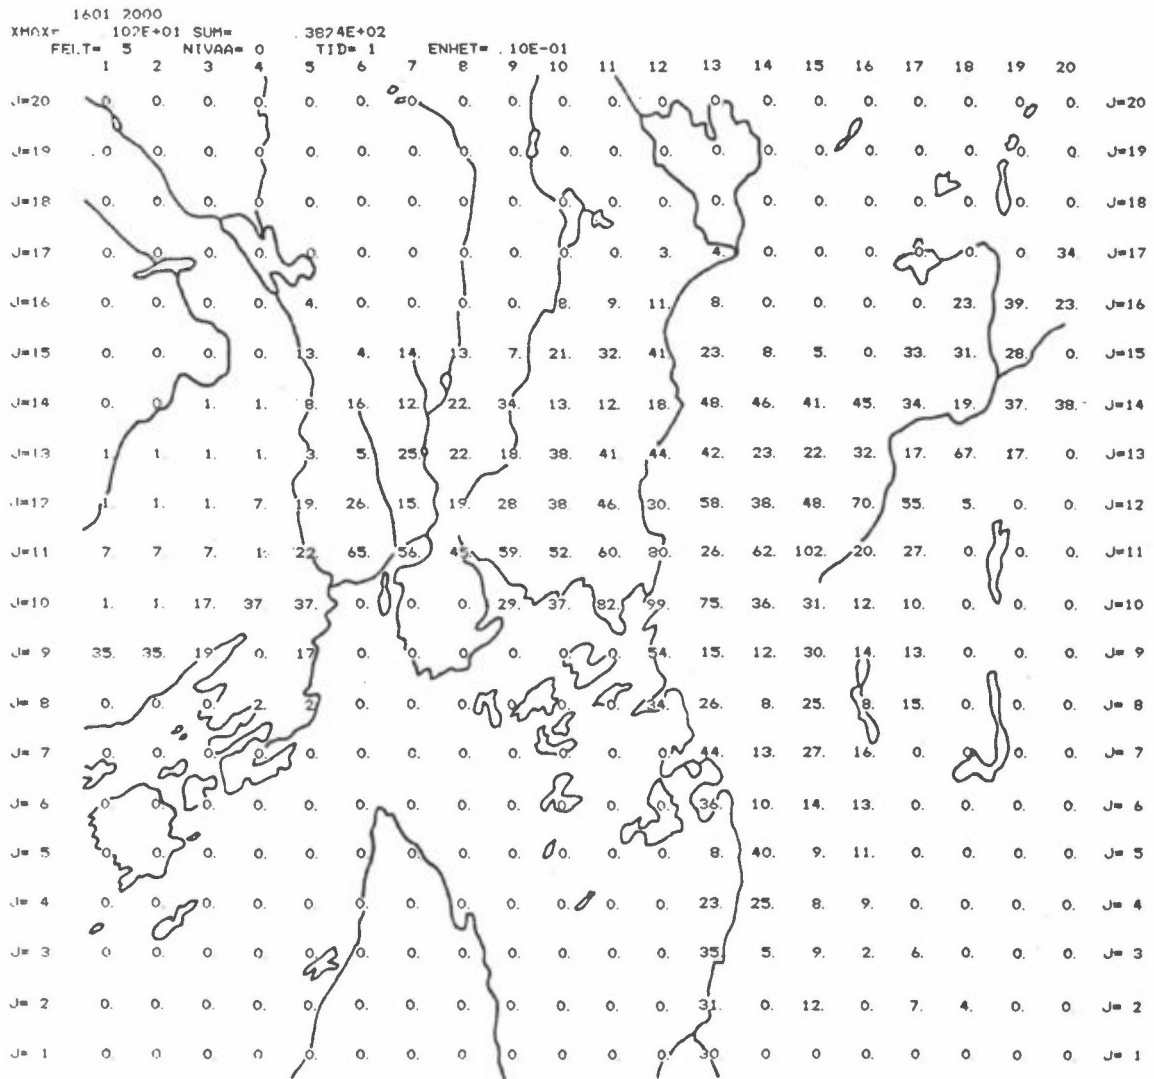 1601 2000
XMAX= .102E+01 SUM= .3824E+02
FELT= 5 NIVAA= 0 TID= 1 ENHET= .10E-01
1 2 3 4 5 6 7 8 9 10 11 12 13 14 15 16 17 18 19 20
J=20 0. 0. 0. 0. 0. 0. 0. 0. 0. 0. 0. 0. 0. 0. 0. 0. 0. 0. 0. 0. J=20
J=19 0. 0. 0. 0. 0. 0. 0. 0. 0. 0. 0. 0. 0. 0. 0. 0. 0. 0. 0. 0. J=19
J=18 0. 0. 0. 0. 0. 0. 0. 0. 0. 0. 0. 0. 0. 0. 0. 0. 0. 0. 0. 0. J=18
J=17 0. 0. 0. 0. 0. 0. 0. 0. 0. 0. 0. 3. 4. 0. 0. 0. 0. 0. 0. 34. J=17
J=16 0. 0. 0. 0. 4. 0. 0. 0. 0. 8. 9. 11. 8. 0. 0. 0. 0. 23. 39. 23. J=16
J=15 0. 0. 0. 0. 13. 4. 14. 13. 7. 21. 32. 41. 23. 8. 5. 0. 33. 31. 28. 0. J=15
J=14 0. 0. 1. 1. 8. 16. 12. 22. 34. 13. 12. 18. 48. 46. 41. 45. 34. 19. 37. 38. J=14
J=13 1. 1. 1. 1. 3. 5. 25. 22. 18. 38. 41. 44. 42. 23. 22. 32. 17. 67. 17. 0. J=13
J=12 1. 1. 1. 7. 19. 26. 15. 19. 28. 38. 46. 30. 58. 38. 48. 70. 55. 5. 0. 0. J=12
J=11 7. 7. 7. 1. 22. 65. 56. 45. 59. 52. 60. 80. 26. 62. 102. 20. 27. 0. 0. 0. J=11
J=10 1. 1. 17. 37. 37. 0. 0. 0. 29. 37. 82. 99. 75. 36. 31. 12. 10. 0. 0. 0. J=10
J= 9 35. 35. 19. 0. 17. 0. 0. 0. 0. 0. 0. 54. 15. 12. 30. 14. 13. 0. 0. 0. J= 9
J= 8 0. 0. 0. 2. 2. 0. 0. 0. 0. 0. 0. 34. 26. 8. 25. 8. 15. 0. 0. 0. J= 8
J= 7 0. 0. 0. 0. 0. 0. 0. 0. 0. 0. 0. 0. 44. 13. 27. 16. 0. 0. 0. 0. J= 7
J= 6 0. 0. 0. 0. 0. 0. 0. 0. 0. 0. 0. 0. 36. 10. 14. 13. 0. 0. 0. 0. J= 6
J= 5 0. 0. 0. 0. 0. 0. 0. 0. 0. 0. 0. 0. 8. 40. 9. 11. 0. 0. 0. 0. J= 5
J= 4 0. 0. 0. 0. 0. 0. 0. 0. 0. 0. 0. 0. 23. 25. 8. 9. 0. 0. 0. 0. J= 4
J= 3 0. 0. 0. 0. 0. 0. 0. 0. 0. 0. 0. 0. 35. 5. 9. 2. 6. 0. 0. 0. J= 3
J= 2 0. 0. 0. 0. 0. 0. 0. 0. 0. 0. 0. 0. 31. 0. 12. 0. 7. 4. 0. 0. J= 2
J= 1 0. 0. 0. 0. 0. 0. 0. 0. 0. 0. 0. 0. 30 0 0 0. 0 0 0 0. J= 1